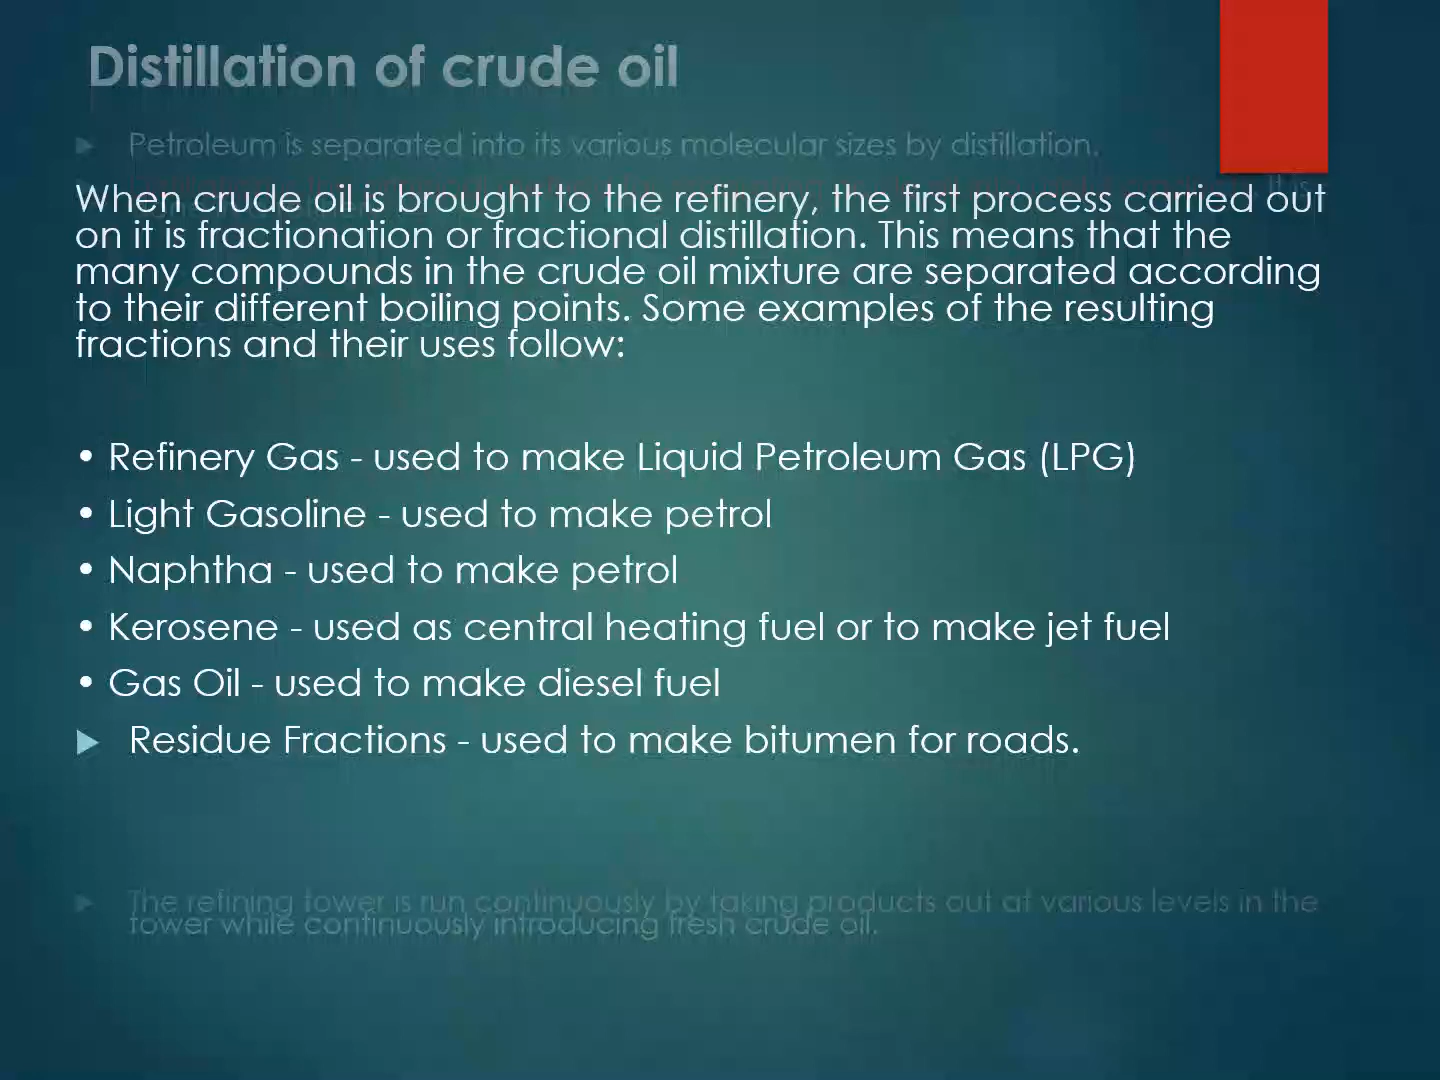 Distillation of crude oil
Petroleum is separated into its various molecular sizes by distillation.
When crude oil is brought to the refinery, the first process carried out
on it is fractionation or fractional distillation. This means that the
many compounds in the crude oil mixture are separated according
to their different boiling points. Some examples of the resulting
fractions and their uses follow:
• Refinery Gas - used to make Liquid Petroleum Gas (LPG)
• Light Gasoline - used to make petrol
• Naphtha - used to make petrol
• Kerosene - used as central heating fuel or to make jet fuel
• Gas Oil - used to make diesel fuel
Residue Fractions - used to make bitumen for roads.
The refining tower is run continuously by taking products out at various levels in the
tower while continuously introducing fresh crude oil.